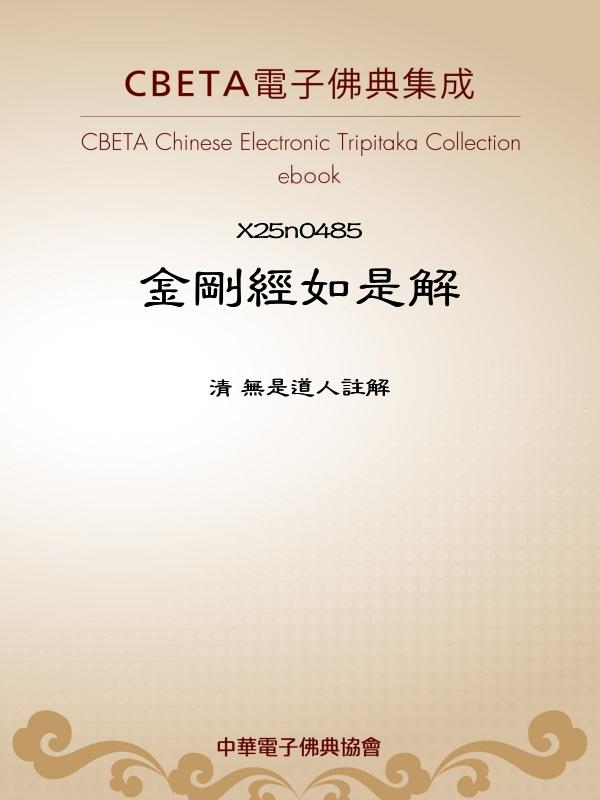 CBETA電子佛典集成
CBETA Chinese Electronic Tripitaka Collection
ebook
X25n0485
金剛經如是解
清 無是道人註解
中華電子佛典協會